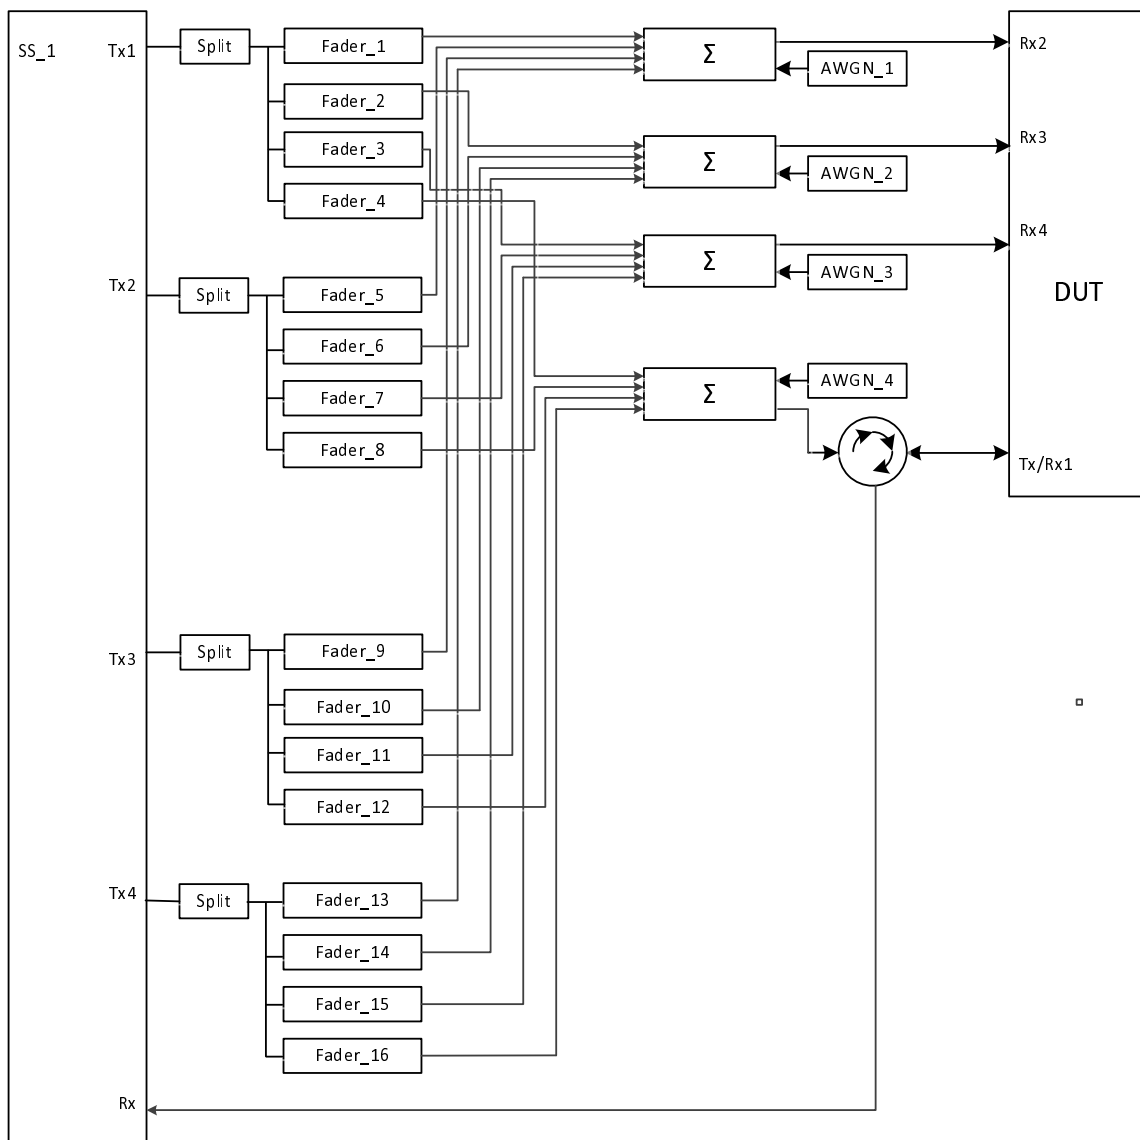 SS_1
Tx1
Split
Fader_1
Σ
Rx2
AWGN_1
Fader_2
Fader_3
Σ
Rx3
AWGN_2
Fader_4
Rx4
Tx2
Split
Fader_5
Σ
AWGN_3
DUT
Fader_6
Fader_7
Σ
AWGN_4
Fader_8
Tx/Rx1
Tx3
Split
Fader_9
Fader_10
Fader_11
Fader_12
Tx4
Split
Fader_13
Fader_14
Fader_15
Fader_16
Rx